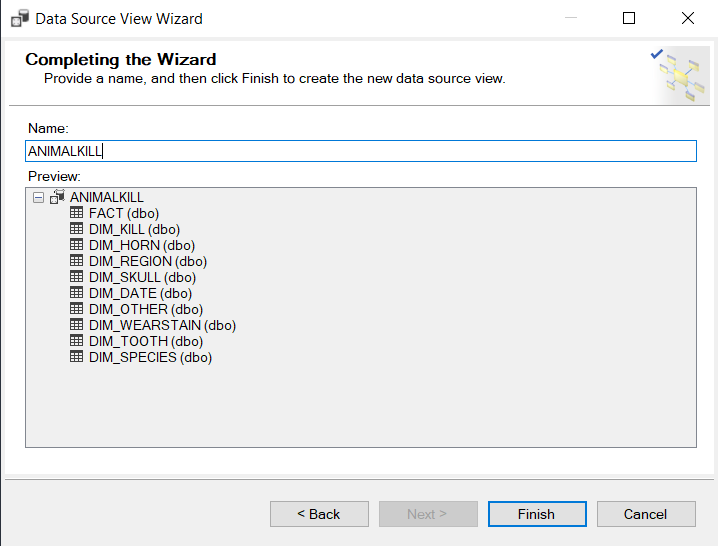 Data Source View Wizard
Completing the Wizard
Provide a name, and then click Finish to create the new data source view.
Name:
ANIMALKILL
Preview:
ANIMALKILL
FACT (dbo)
DIM_KILL (dbo)
DIM_HORN (dbo)
DIM_REGION (dbo)
DIM_SKULL (dbo)
DIM_DATE (dbo)
DIM_OTHER (dbo)
DIM_WEARSTAIN (dbo)
DIM_TOOTH (dbo)
DIM_SPECIES (dbo)
< Back Next > Finish Cancel